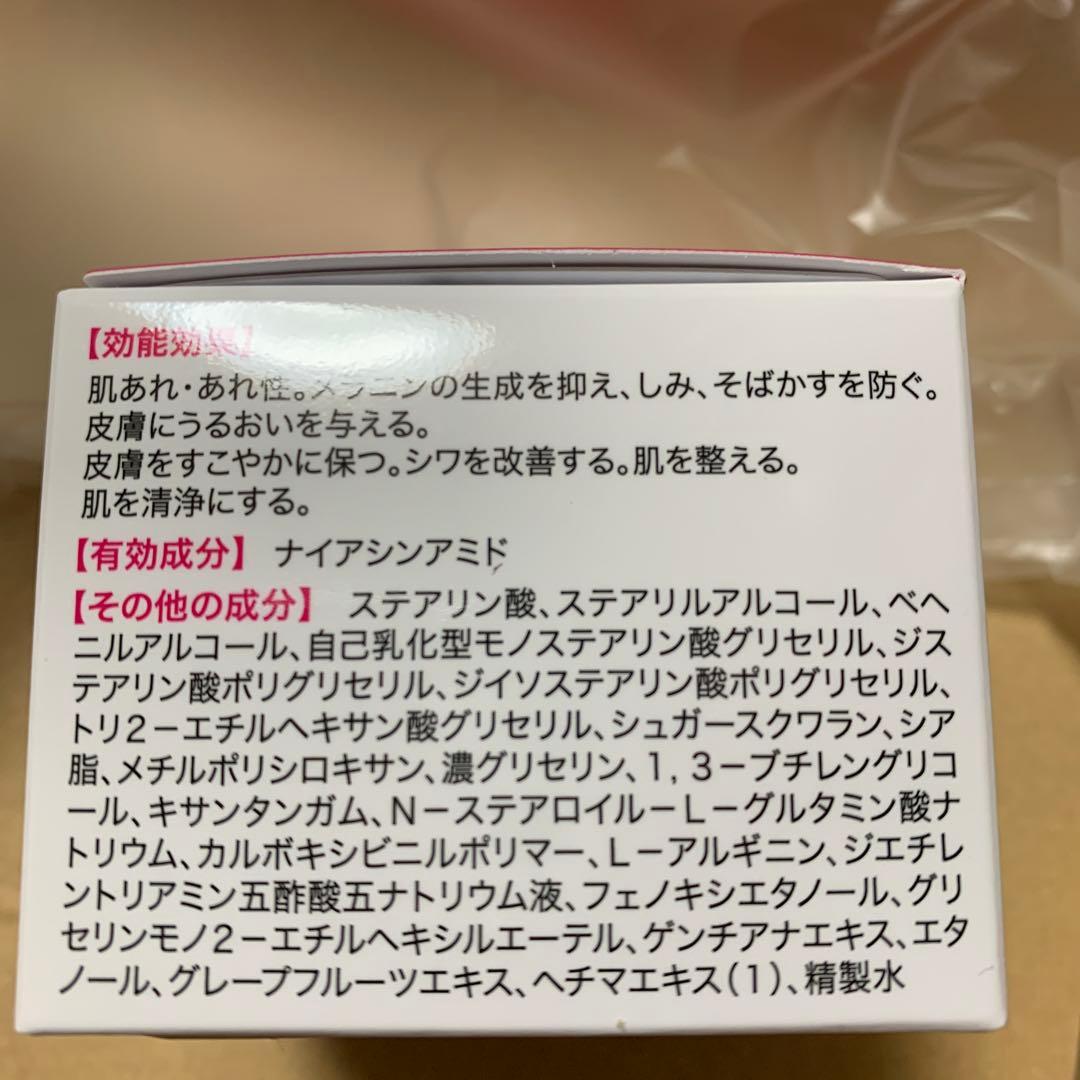 【効能効果】
肌あれ・あれ性。メラニンの生成を抑え、しみ、そばかすを防ぐ。
皮膚にうるおいを与える。
皮膚をすこやかに保つ。シワを改善する。肌を整える。
肌を清浄にする。
【有効成分】 ナイアシンアミド
【その他の成分】 ステアリン酸、ステアリルアルコール、ベヘ
ニルアルコール、自己乳化型モノステアリン酸グリセリル、ジス
テアリン酸ポリグリセリル、ジイソステアリン酸ポリグリセリル、
トリ2－エチルヘキサン酸グリセリル、シュガースクワラン、シア
脂、メチルポリシロキサン、濃グリセリン、1，3－ブチレングリコ
ール、キサンタンガム、N－ステアロイル－L－グルタミン酸ナ
トリウム、カルボキシビニルポリマー、L－アルギニン、ジエチレ
ントリアミン五酢酸五ナトリウム液、フェノキシエタノール、グリ
セリンモノ2－エチルヘキシルエーテル、ゲンチアナエキス、エタ
ノール、グレープフルーツエキス、ヘチマエキス（1）、精製水